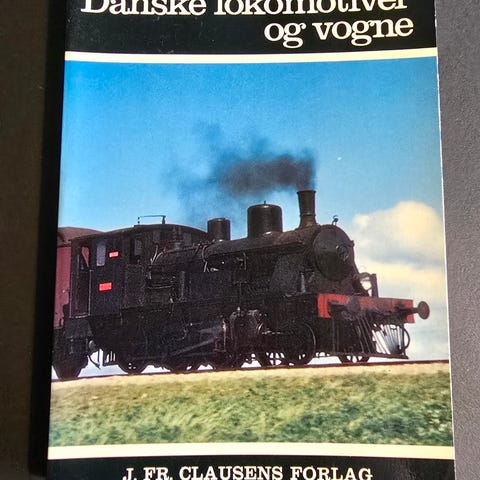 Danske lokomotiver
og vogne
J. FR. CLAUSENS FORLAG